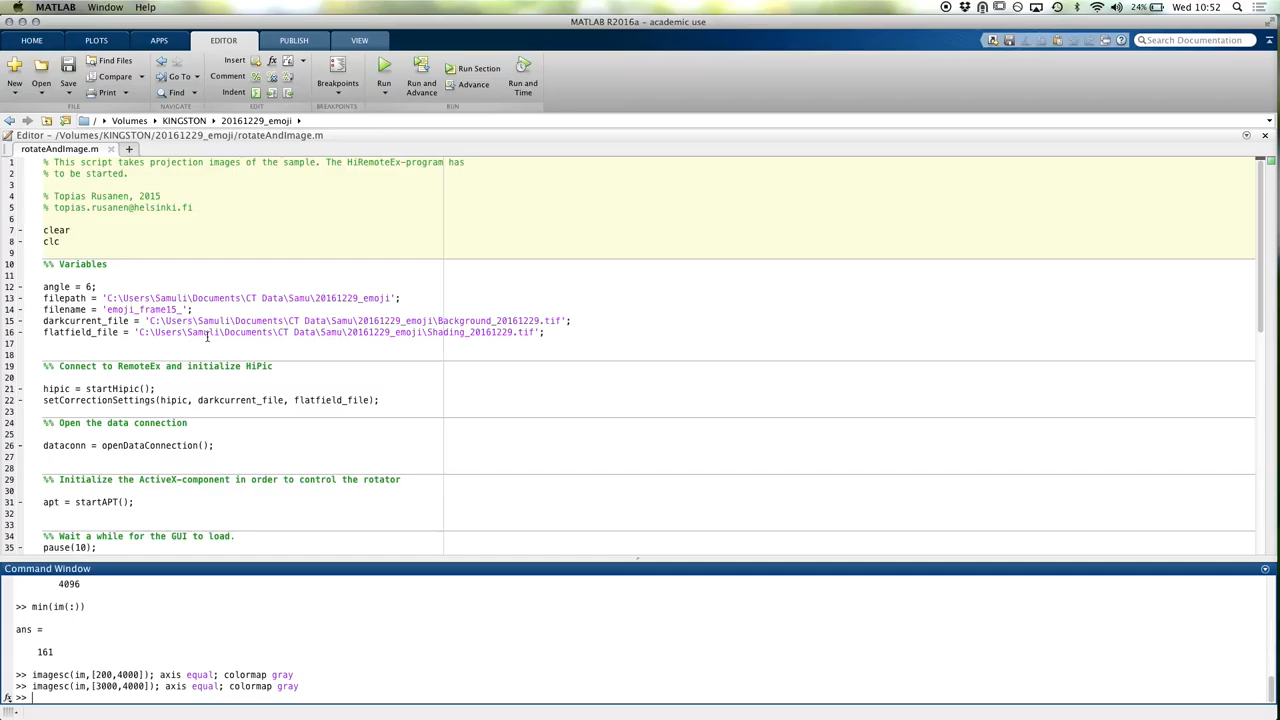 MATLAB Window Help 24% Wed 10:52
MATLAB R2016a - academic use
HOME PLOTS APPS EDITOR PUBLISH VIEW Search Documentation
New Open Save Find Files Compare Print Go To Find Insert Comment Indent fx Breakpoints Run Run and Advance Run Section Advance Run and Time
FILE NAVIGATE EDIT BREAKPOINTS RUN
/ Volumes KINGSTON 20161229_emoji
Editor - /Volumes/KINGSTON/20161229_emoji/rotateAndImage.m
rotateAndImage.m
1 % This script takes projection images of the sample. The HiRemoteEx-program has
2 % to be started.
3
4 % Topias Rusanen, 2015
5 % topias.rusanen@helsinki.fi
6
7 - clear
8 - clc
9
10 %% Variables
11
12 - angle = 6;
13 - filepath = 'C:\Users\Samuli\Documents\CT Data\Samu\20161229_emoji';
14 - filename = 'emoji_frame15_';
15 - darkcurrent_file = 'C:\Users\Samuli\Documents\CT Data\Samu\20161229_emoji\Background_20161229.tif';
16 - flatfield_file = 'C:\Users\Samuli\Documents\CT Data\Samu\20161229_emoji\Shading_20161229.tif';
17
18
19 %% Connect to RemoteEx and initialize HiPic
20
21 - hipic = startHipic();
22 - setCorrectionSettings(hipic, darkcurrent_file, flatfield_file);
23
24 %% Open the data connection
25
26 - dataconn = openDataConnection();
27
28
29 %% Initialize the ActiveX-component in order to control the rotator
30
31 - apt = startAPT();
32
33
34 %% Wait a while for the GUI to load.
35 - pause(10);
Command Window
4096
>> min(im(:))
ans =
161
>> imagesc(im,[200,4000]); axis equal; colormap gray
>> imagesc(im,[3000,4000]); axis equal; colormap gray
fx >>